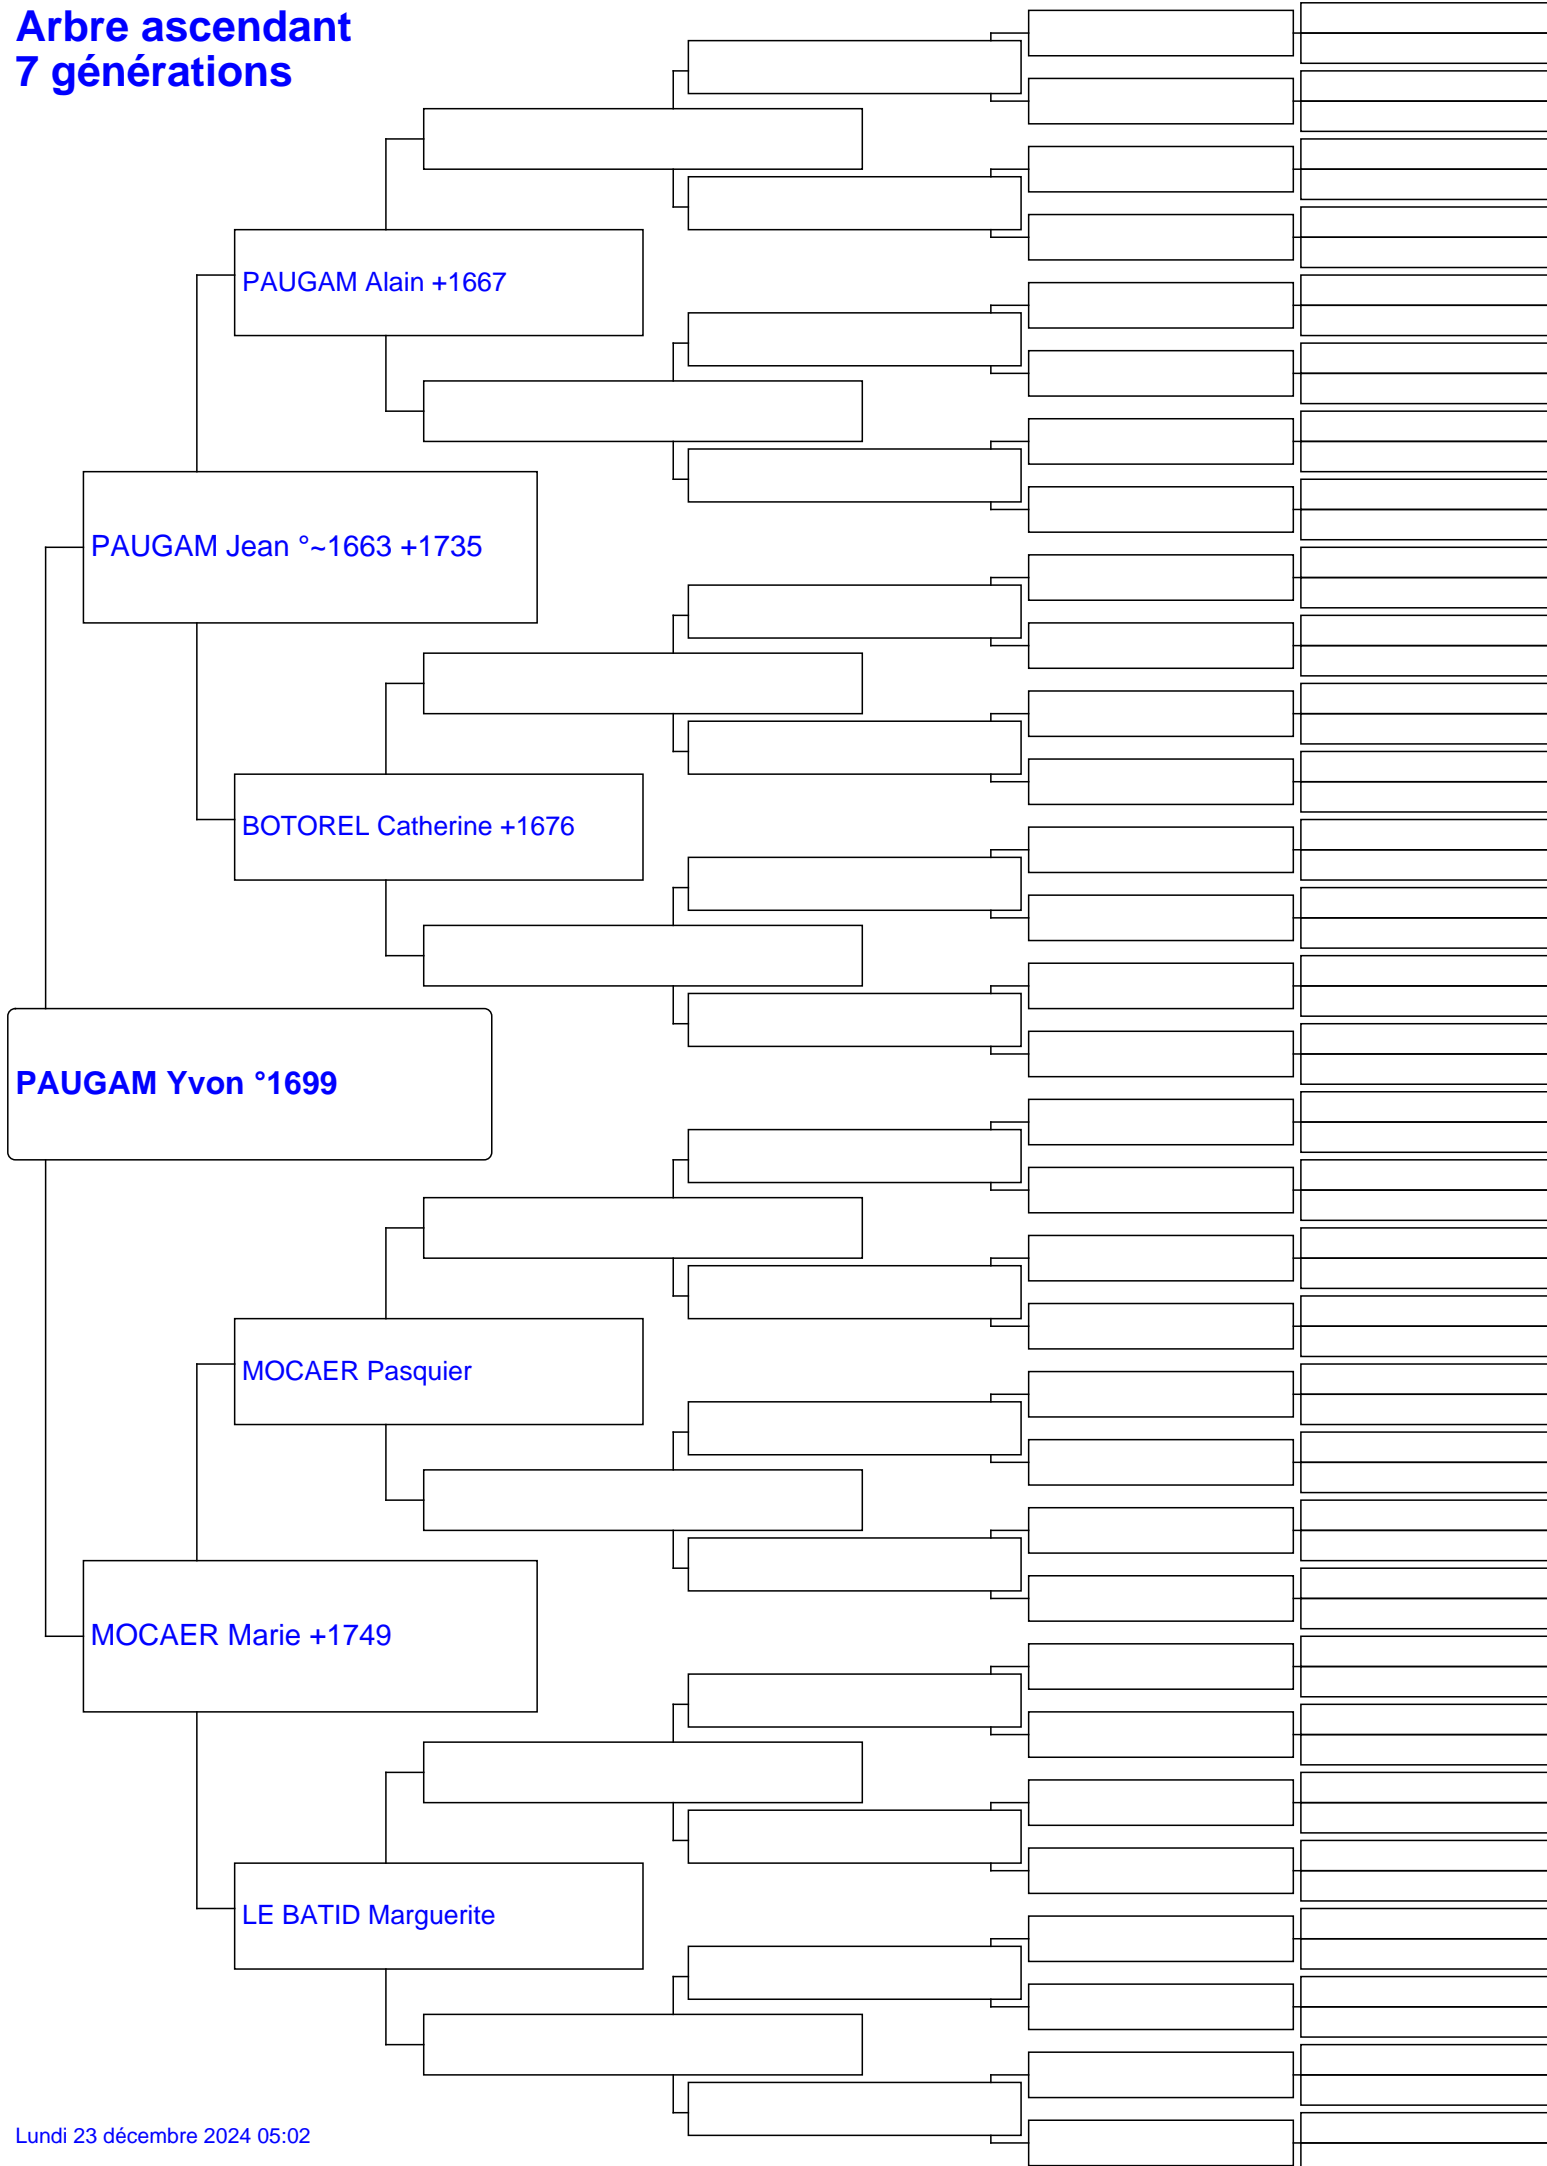 Arbre ascendant
7 générations
PAUGAM Alain +1667
PAUGAM Jean °~1663 +1735
BOTOREL Catherine +1676
PAUGAM Yvon °1699
MOCAER Pasquier
MOCAER Marie +1749
LE BATID Marguerite
Lundi 23 décembre 2024 05:02